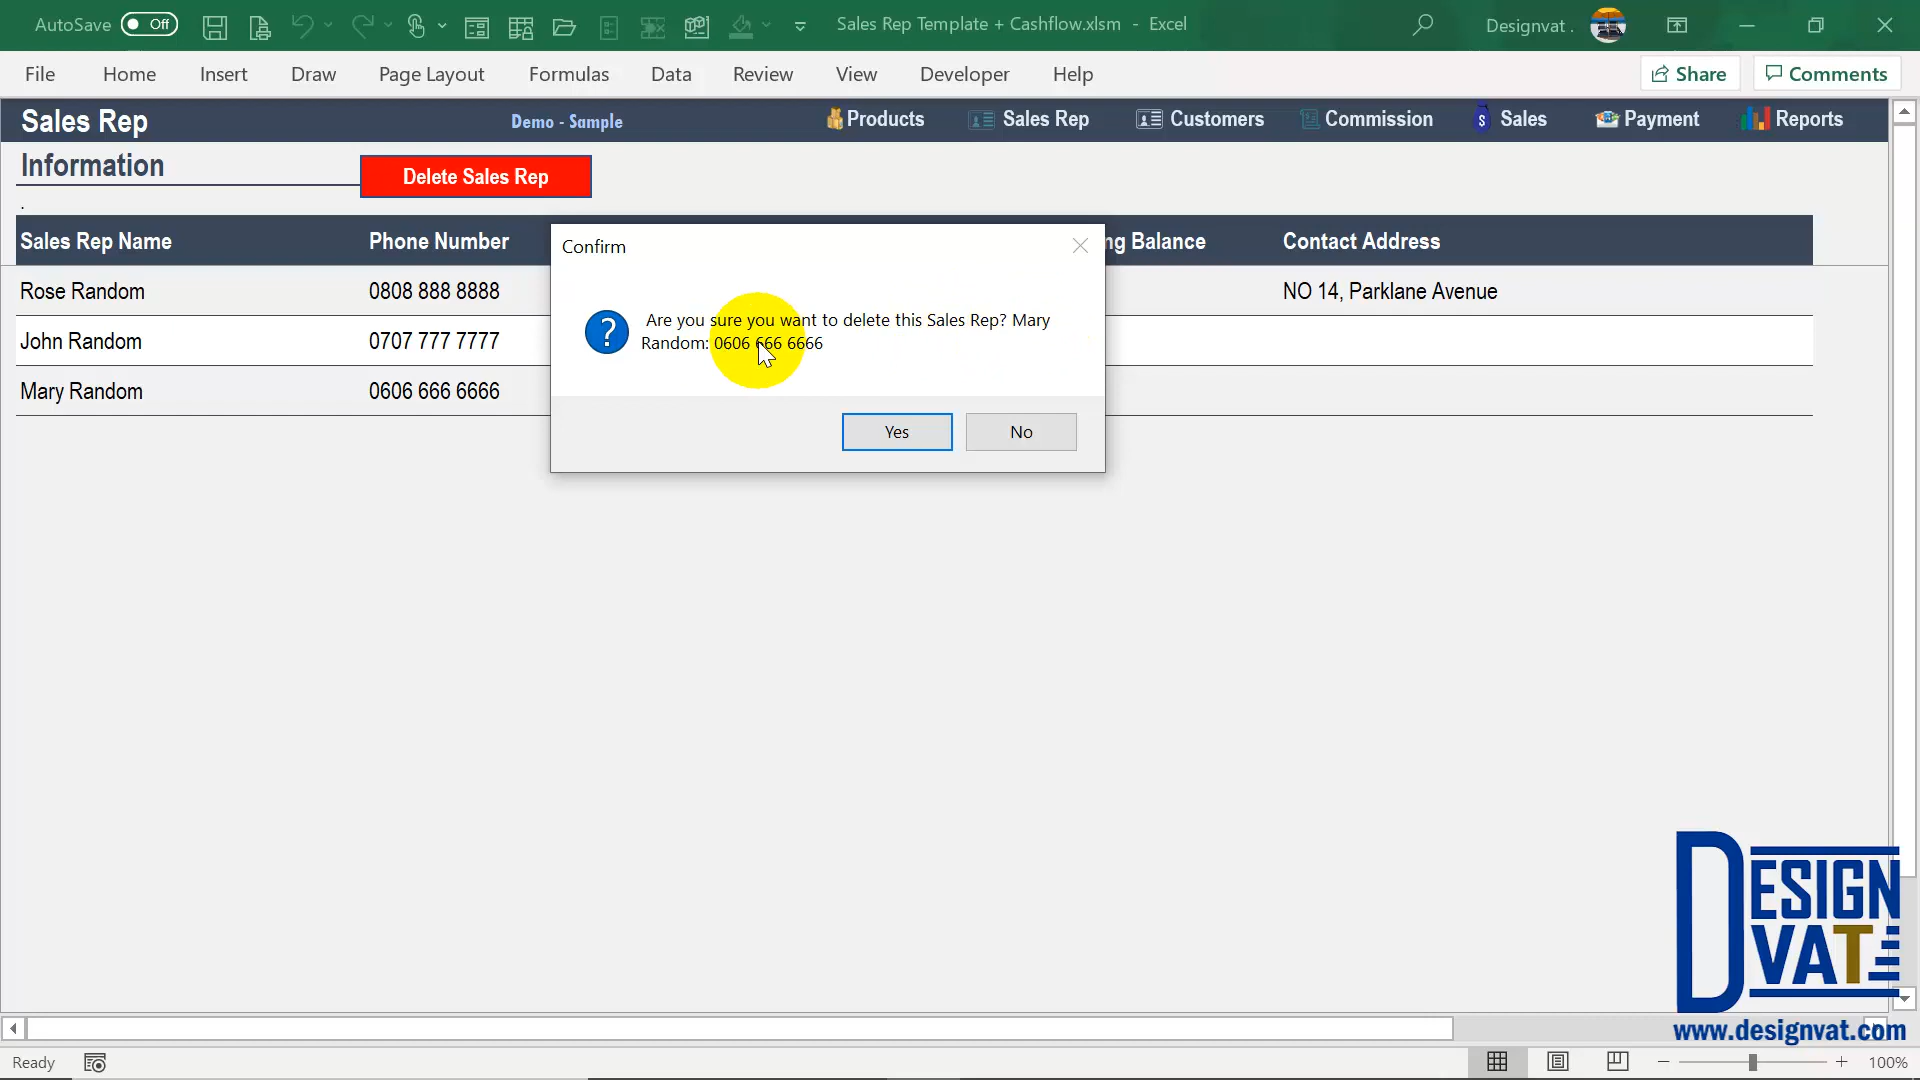 AutoSave Off Sales Rep Template + Cashflow.xlsm - Excel Designvat .
File Home Insert Draw Page Layout Formulas Data Review View Developer Help Share Comments
Sales Rep Demo - Sample Products Sales Rep Customers Commission $ Sales Payment Reports
Information Delete Sales Rep
.
Sales Rep Name Phone Number ng Balance Contact Address
Confirm
Rose Random 0808 888 8888 NO 14, Parklane Avenue
? Are you sure you want to delete this Sales Rep? Mary
Random: 0606 666 6666
John Random 0707 777 7777
Mary Random 0606 666 6666
Yes No
DESIGN
VAT
www.designvat.com
Ready 100%